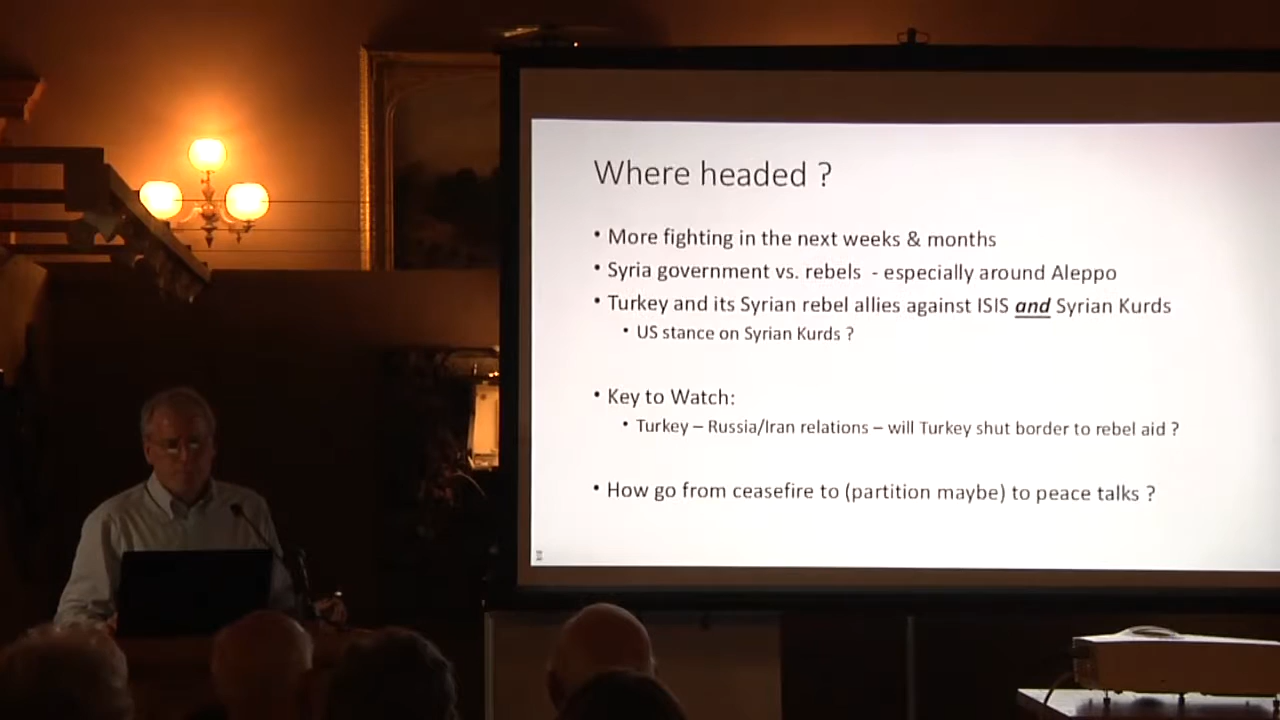 Where headed ?
• More fighting in the next weeks & months
• Syria government vs. rebels - especially around Aleppo
• Turkey and its Syrian rebel allies against ISIS and Syrian Kurds
• US stance on Syrian Kurds ?
• Key to Watch:
• Turkey – Russia/Iran relations – will Turkey shut border to rebel aid ?
• How go from ceasefire to (partition maybe) to peace talks ?